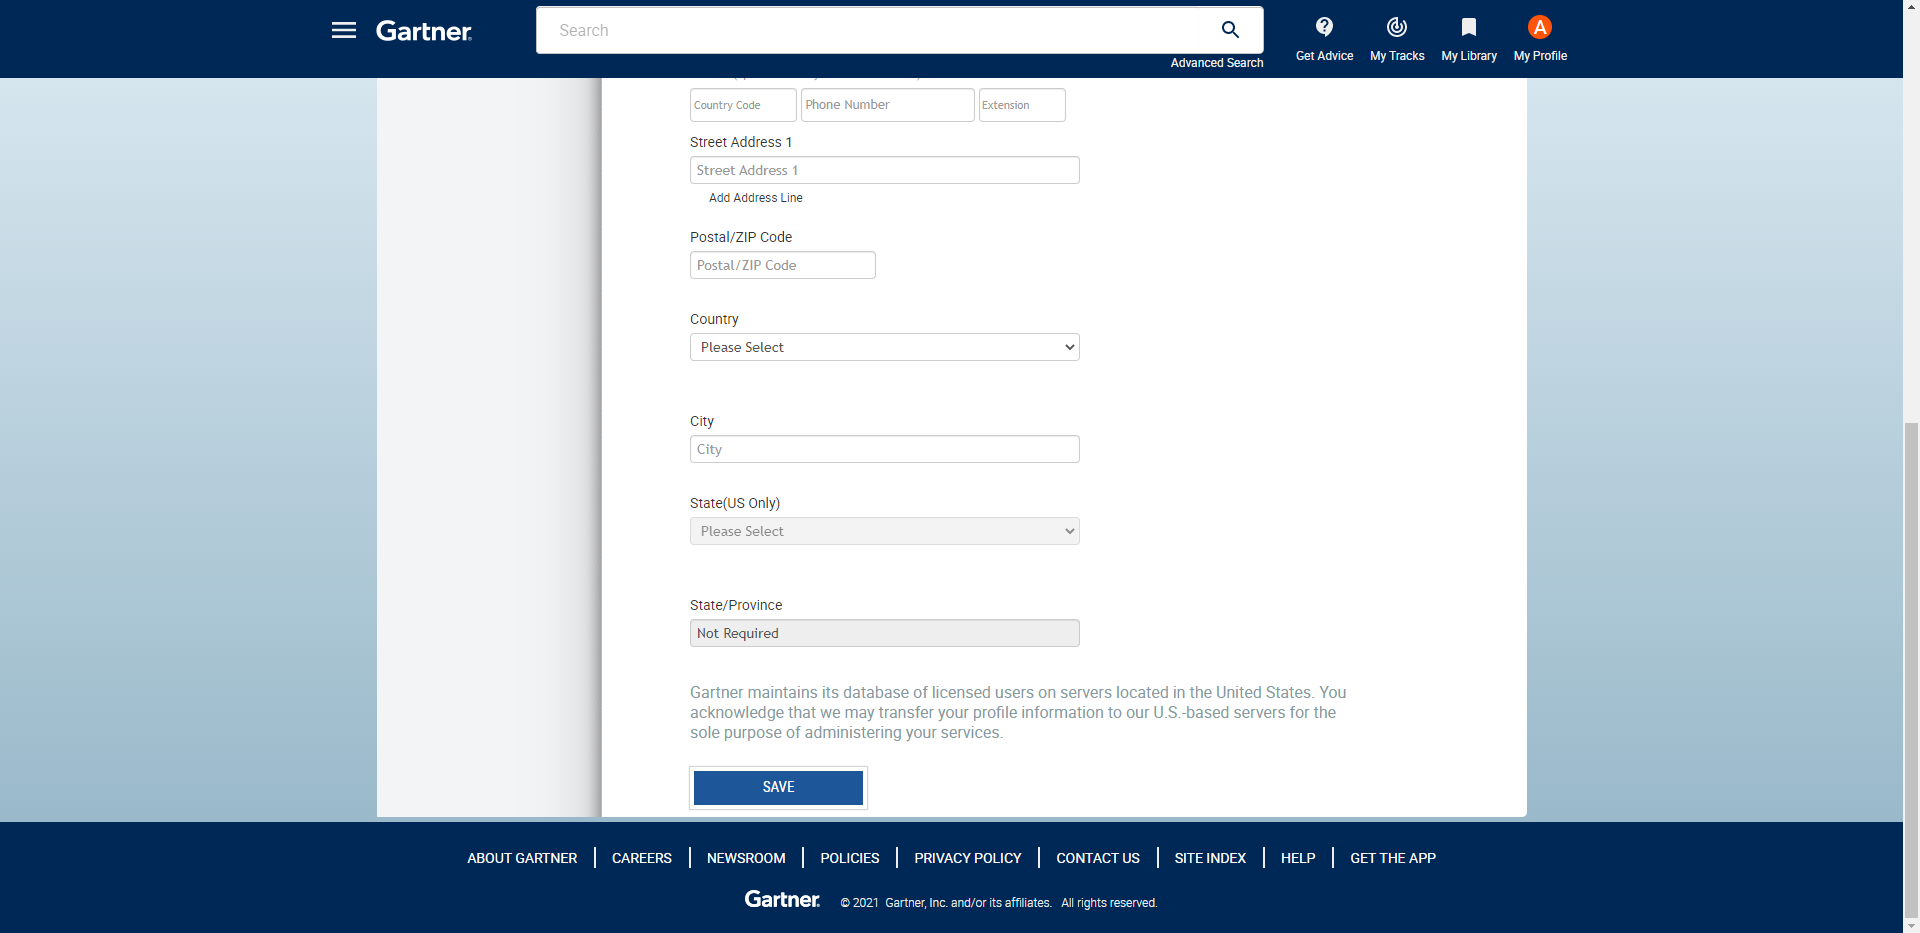 Gartner.
Search
Advanced Search
Get Advice
My Tracks
My Library
A
My Profile
Country Code
Phone Number
Extension
Street Address 1
Street Address 1
Add Address Line
Postal/ZIP Code
Postal/ZIP Code
Country
Please Select
City
City
State(US Only)
Please Select
State/Province
Not Required
Gartner maintains its database of licensed users on servers located in the United States. You
acknowledge that we may transfer your profile information to our U.S.-based servers for the
sole purpose of administering your services.
SAVE
ABOUT GARTNER
CAREERS
NEWSROOM
POLICIES
PRIVACY POLICY
CONTACT US
SITE INDEX
HELP
GET THE APP
Gartner.
© 2021 Gartner, Inc. and/or its affiliates. All rights reserved.